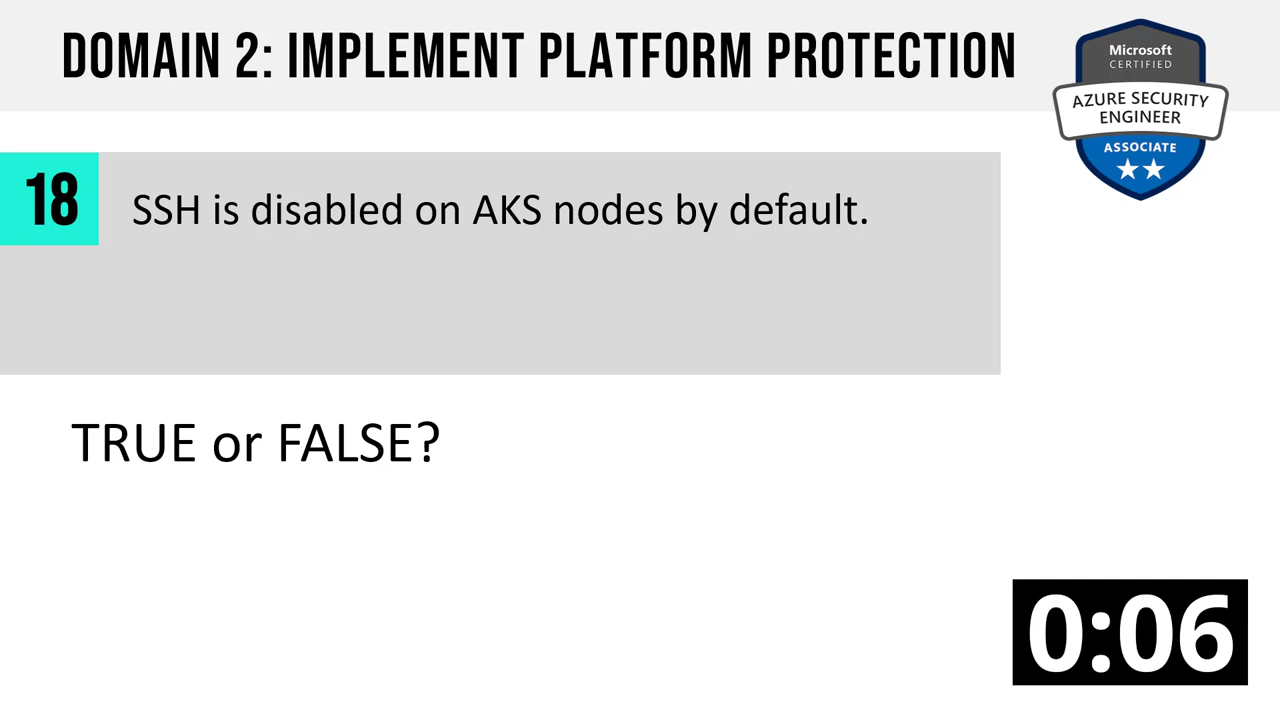 DOMAIN 2: IMPLEMENT PLATFORM PROTECTION
Microsoft
CERTIFIED
AZURE SECURITY
ENGINEER
ASSOCIATE
18
SSH is disabled on AKS nodes by default.
TRUE or FALSE?
0:06